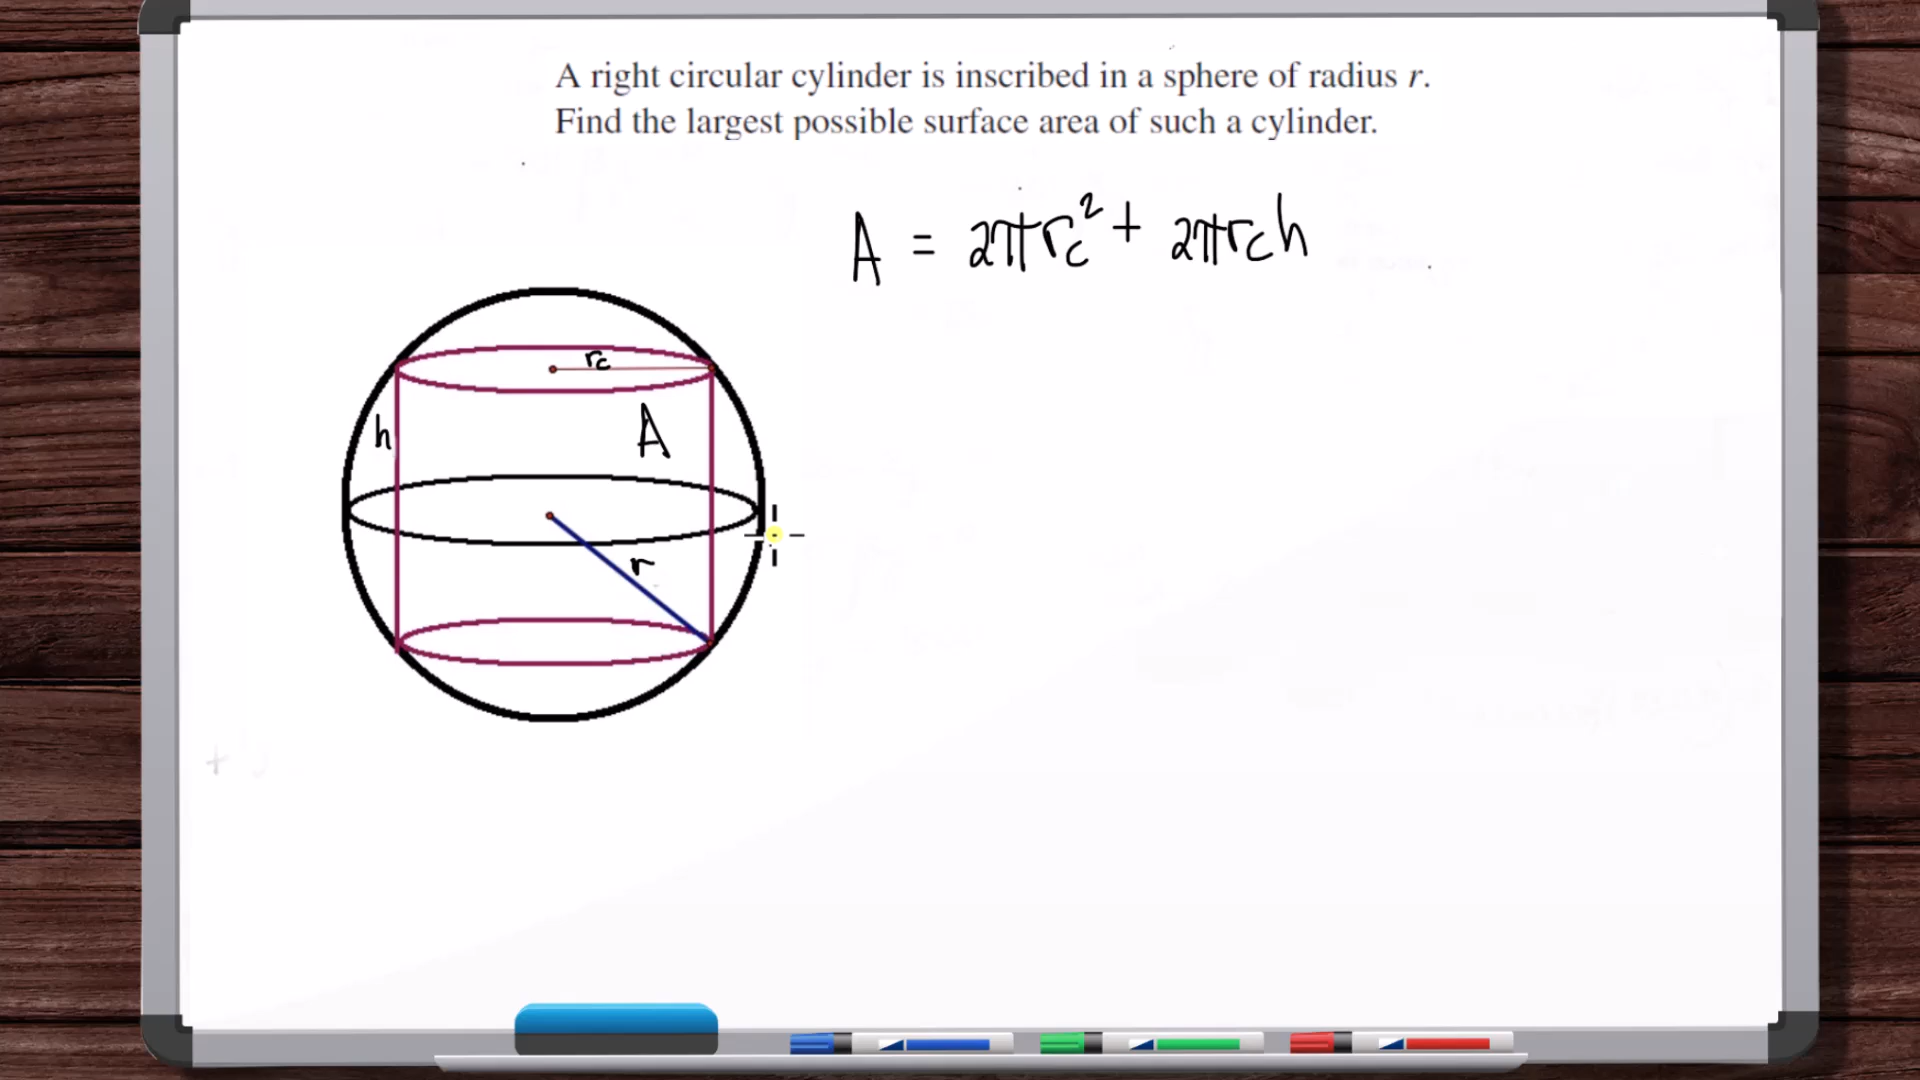 A right circular cylinder is inscribed in a sphere of radius r.
Find the largest possible surface area of such a cylinder.
A = 2πr_c² + 2πr_c h
r_c
h
A
r